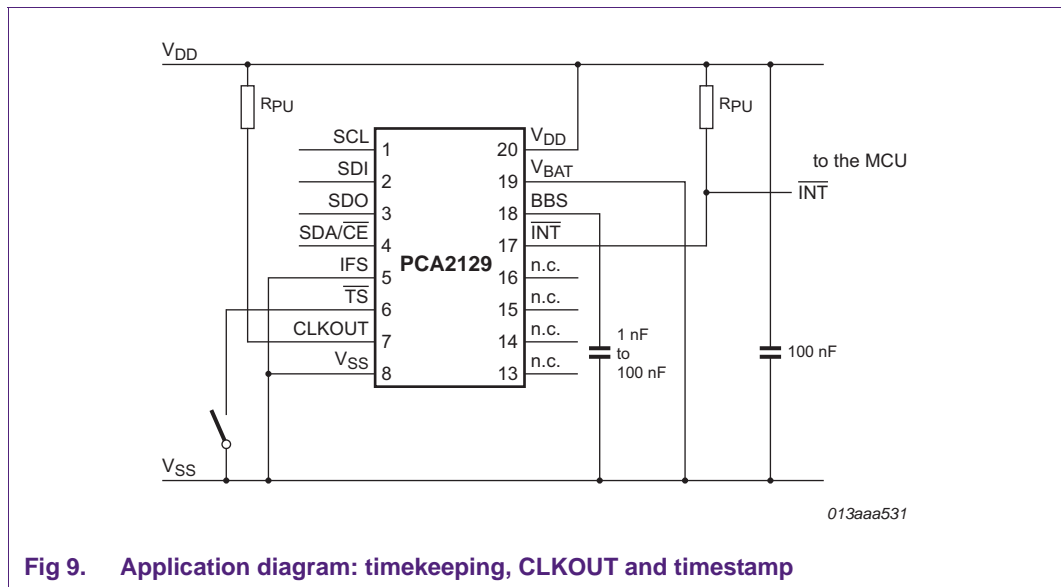 VDD
RPU
RPU
SCL
1
20
VDD
to the MCU
SDI
2
19
VBAT
INT
SDO
3
18
BBS
SDA/CE
4
17
INT
PCA2129
IFS
5
16
n.c.
TS
6
15
n.c.
CLKOUT
7
14
n.c.
VSS
8
13
n.c.
1 nF
to
100 nF
100 nF
VSS
013aaa531
Fig 9. Application diagram: timekeeping, CLKOUT and timestamp